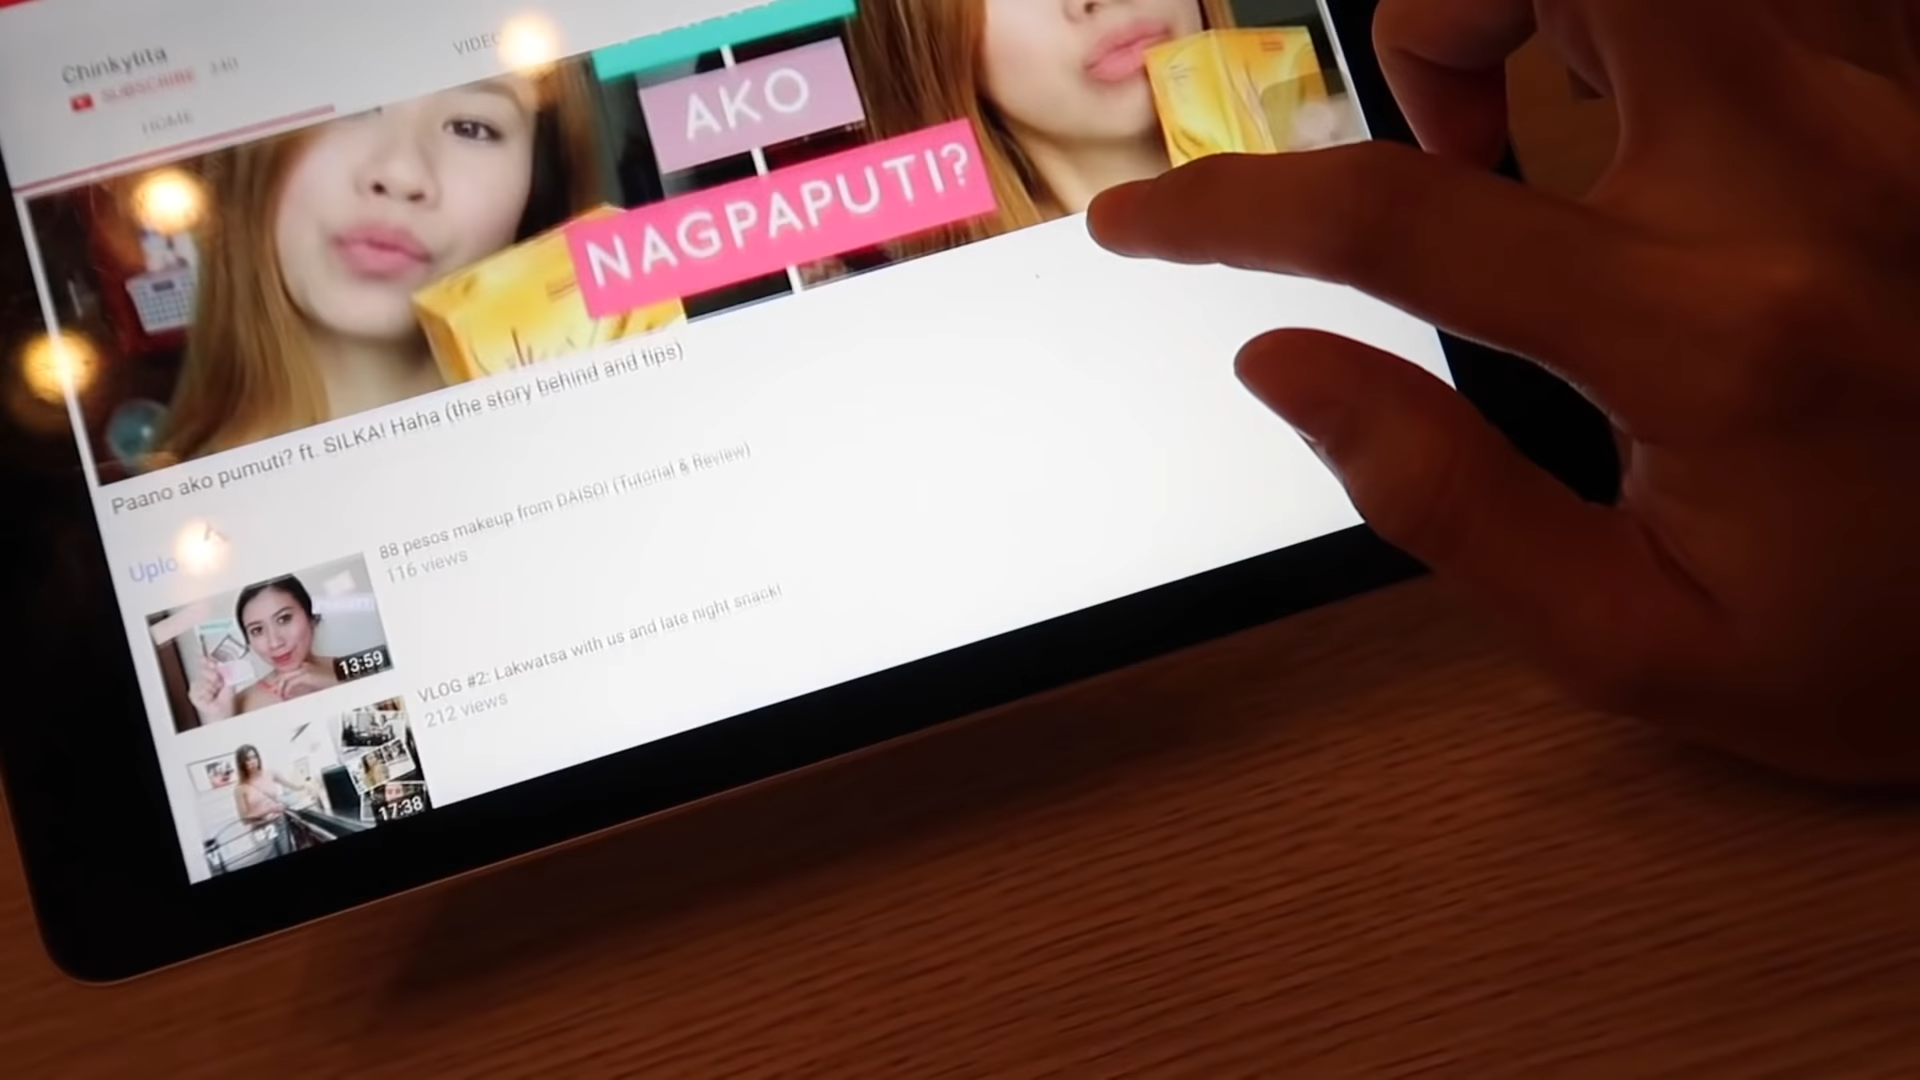 Chinkytita
SUBSCRIBE 340
HOME
AKO
NAGPAPUTI?
Paano ako pumuti? ft. SILKA! Haha (the story behind and tips)
88 pesos makeup from DAISO! (Tutorial & Review)
116 views
13:59
VLOG #2: Lakwatsa with us and late night snack!
212 views
17:38